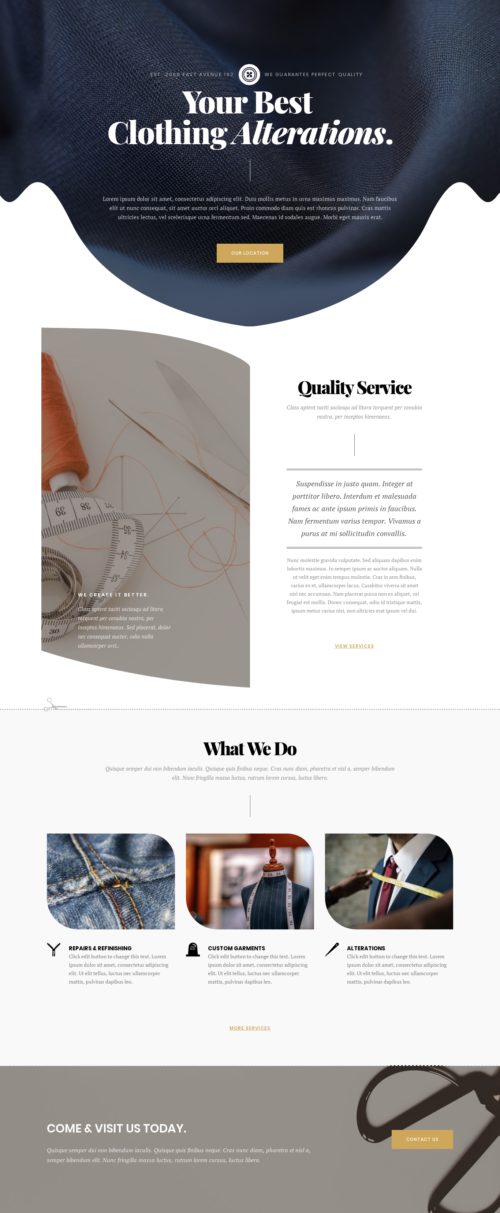 EST. 2008 EAST AVENUE 162
WE GUARANTEE PERFECT QUALITY
Your Best
Clothing Alterations.
Lorem ipsum dolor sit amet, consectetur adipiscing elit. Duis mollis metus in urna maximus maximus. Nam faucibus
elit ut nunc consequat, sit amet auctor orci aliquet. Proin commodo diam quis est rhoncus pulvinar. Cras mattis
ultricies lectus, vel scelerisque urna fermentum sed. Maecenas id sodales augue. Morbi eget mauris erat.
OUR LOCATION
Quality Service
Class aptent taciti sociosqu ad litora torquent per conubia
nostra, per inceptos himenaeos.
Suspendisse in justo quam. Integer at
porttitor libero. Interdum et malesuada
fames ac ante ipsum primis in faucibus.
Nam fermentum varius tempor. Vivamus a
purus at mi sollicitudin convallis.
Nunc molestie gravida vulputate. Sed aliquam dapibus enim
lobortis maximus. In semper ipsum ac auctor aliquam. Nulla
ut velit eget enim tempus molestie. Cras in sem finibus,
varius ex et, ullamcorper lacus. Curabitur viverra sit amet
nisl nec accumsan. Nam placerat purus non ex aliquet, vel
feugiat est mollis. Donec consequat, odio id tristique mattis,
ipsum metus varius nisi, non ultricies erat ipsum vel dui.
VIEW SERVICES
WE CREATE IT BETTER.
Class aptent taciti sociosqu ad litora
torquent per conubia nostra, per
inceptos himenaeos. Sed placerat, dolor
nec consequat auctor, odio nulla
ullamcorper orci,.
What We Do
Quisque semper dui non bibendum iaculis. Quisque quis finibus neque. Cras nunc diam, pharetra et nisl a, semper bibendum
elit. Nunc fringilla massa luctus, rutrum lorem cursus, luctus libero.
REPAIRS & REFINISHING
Click edit button to change this text. Lorem
ipsum dolor sit amet, consectetur adipiscing
elit. Ut elit tellus, luctus nec ullamcorper
mattis, pulvinar dapibus leo.
CUSTOM GARMENTS
Click edit button to change this text. Lorem
ipsum dolor sit amet, consectetur adipiscing
elit. Ut elit tellus, luctus nec ullamcorper
mattis, pulvinar dapibus leo.
ALTERATIONS
Click edit button to change this text. Lorem
ipsum dolor sit amet, consectetur adipiscing
elit. Ut elit tellus, luctus nec ullamcorper
mattis, pulvinar dapibus leo.
MORE SERVICES
COME & VISIT US TODAY.
Quisque semper dui non bibendum iaculis. Quisque quis finibus neque. Cras nunc diam, pharetra et nisl a,
semper bibendum elit. Nunc fringilla massa luctus, rutrum lorem cursus, luctus libero.
CONTACT US